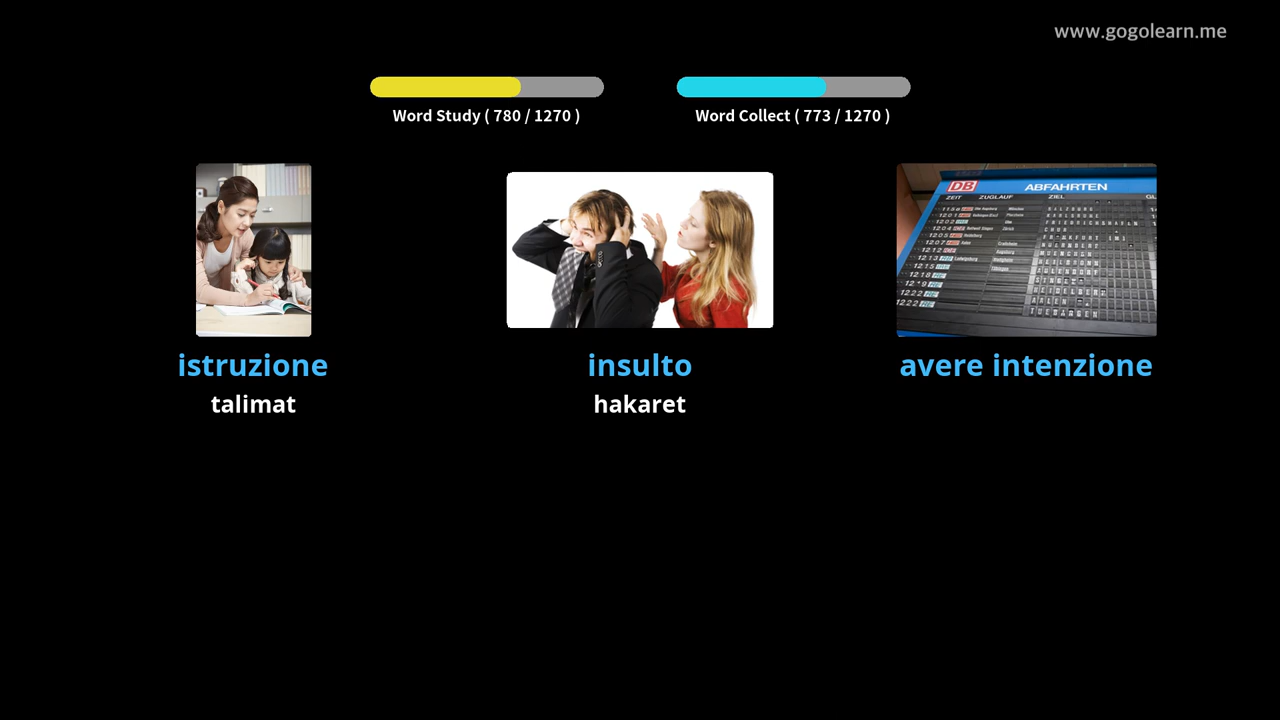 www.gogolearn.me
Word Study ( 780 / 1270 )
Word Collect ( 773 / 1270 )
DB ABFAHRTEN
ZEIT ZUGLAUF ZIEL
istruzione
insulto
avere intenzione
talimat
hakaret